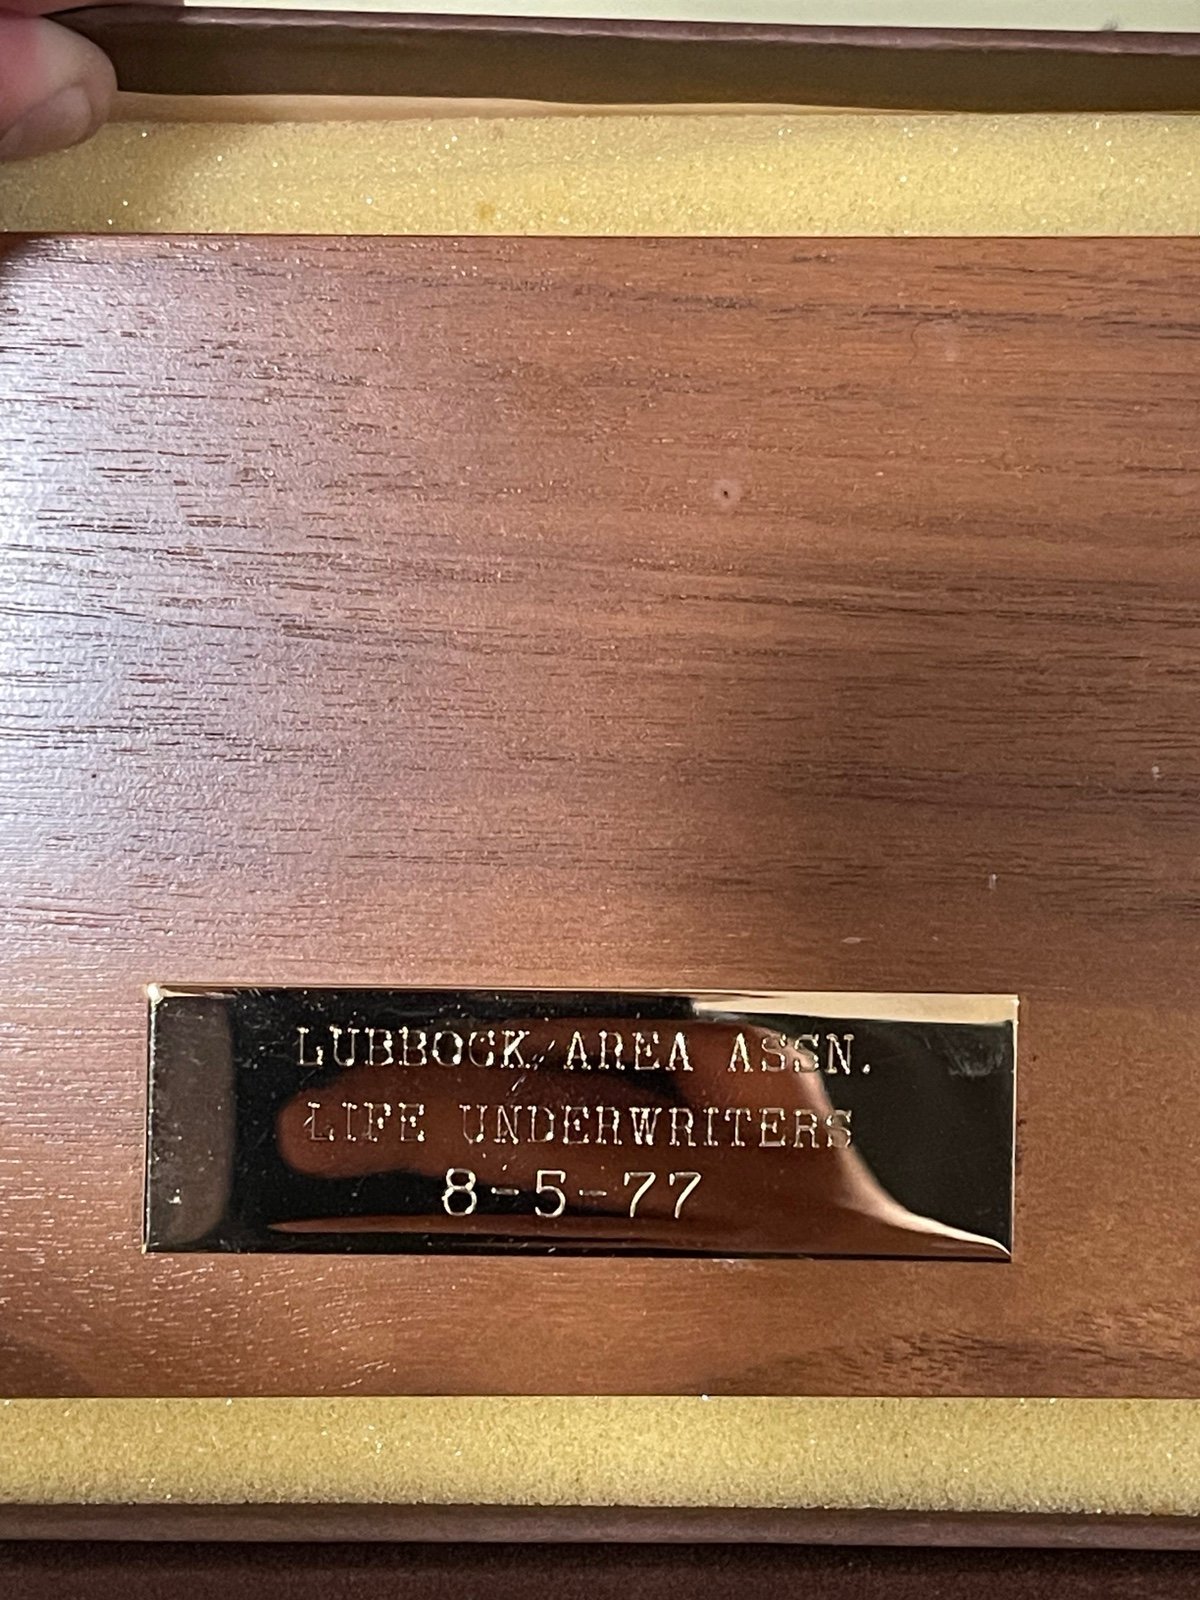 LUBBOCK AREA ASSN.
LIFE UNDERWRITERS
8-5-77